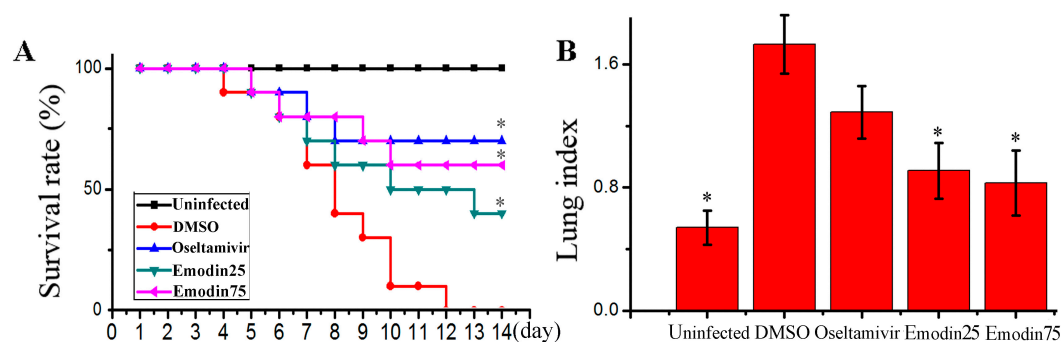 A
Survival rate (%)
100
50
0
Uninfected
DMSO
Oseltamivir
Emodin25
Emodin75
*
*
*
0 1 2 3 4 5 6 7 8 9 10 11 12 13 14 (day)
B
Lung index
1.6
0.8
0.0
*
*
*
Uninfected DMSO Oseltamivir Emodin25 Emodin75